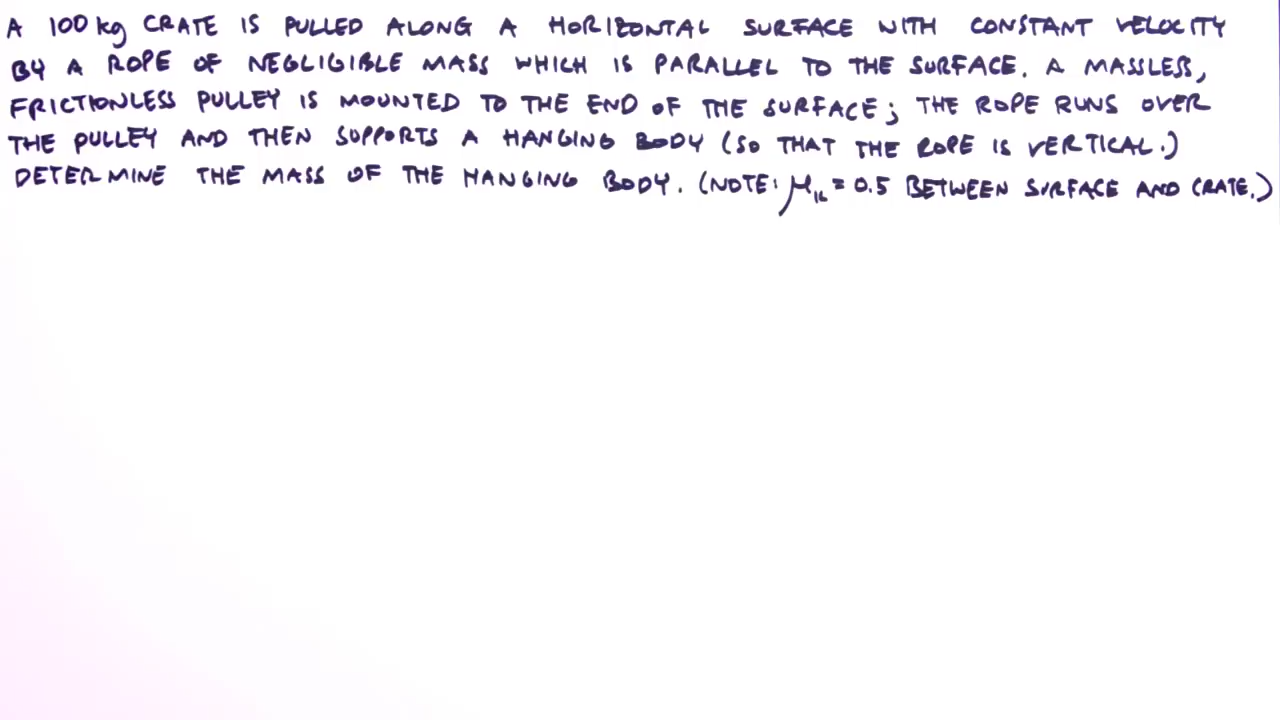 A 100 kg CRATE IS PULLED ALONG A HORIZONTAL SURFACE WITH CONSTANT VELOCITY
BY A ROPE OF NEGLIGIBLE MASS WHICH IS PARALLEL TO THE SURFACE. A MASSLESS,
FRICTIONLESS PULLEY IS MOUNTED TO THE END OF THE SURFACE; THE ROPE RUNS OVER
THE PULLEY AND THEN SUPPORTS A HANGING BODY (SO THAT THE ROPE IS VERTICAL.)
DETERMINE THE MASS OF THE HANGING BODY. (NOTE: μk = 0.5 BETWEEN SURFACE AND CRATE.)